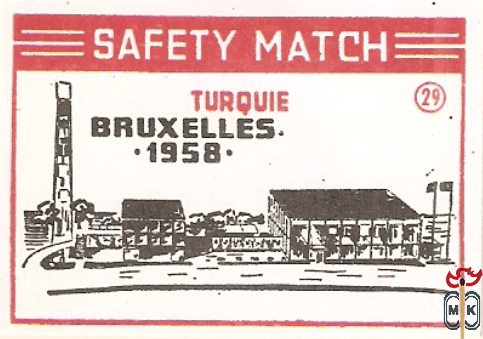 SAFETY MATCH
TURQUIE
29
BRUXELLES.
·1958·
MK